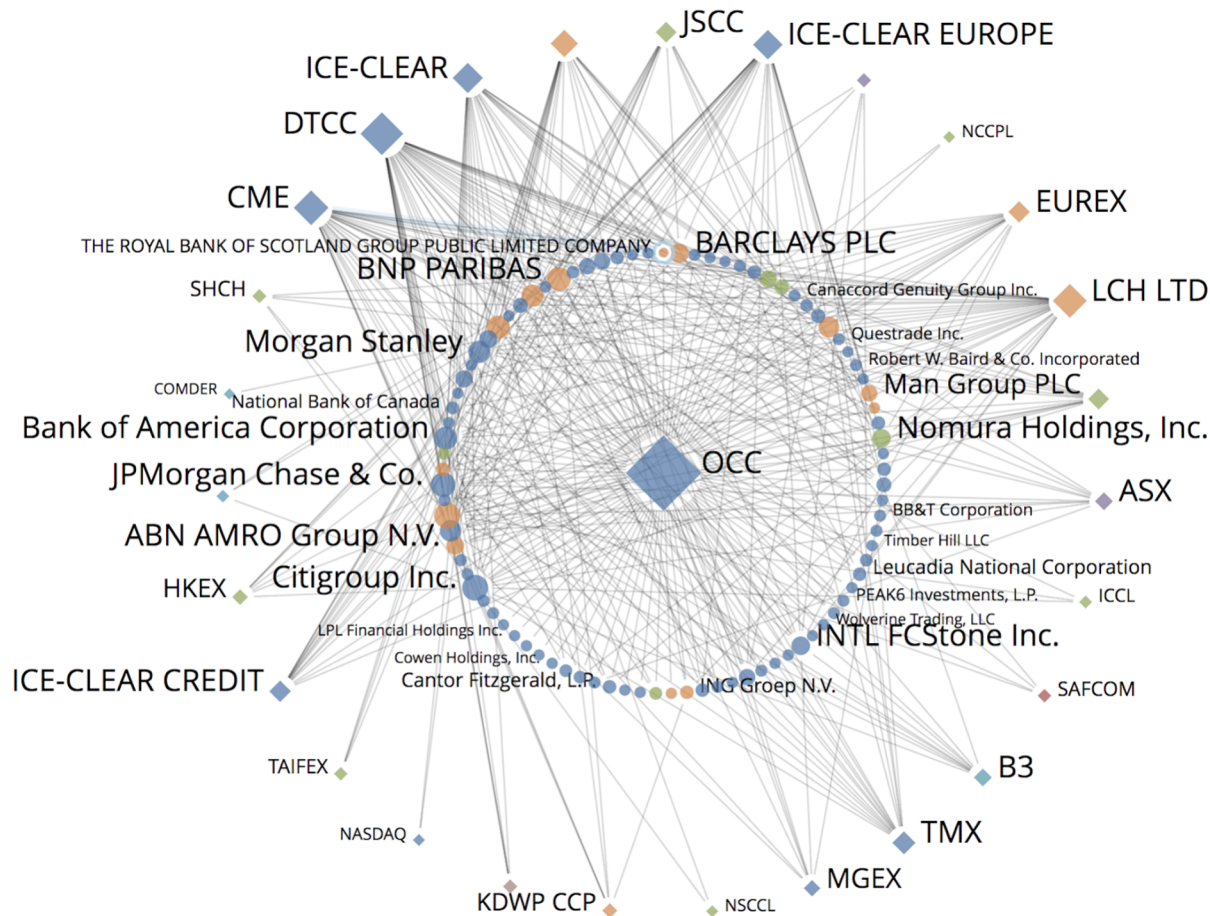 JSCC
ICE-CLEAR EUROPE
ICE-CLEAR
DTCC
NCCPL
CME
EUREX
THE ROYAL BANK OF SCOTLAND GROUP PUBLIC LIMITED COMPANY
BARCLAYS PLC
BNP PARIBAS
SHCH
Canaccord Genuity Group Inc.
LCH LTD
Questrade Inc.
Morgan Stanley
Robert W. Baird & Co. Incorporated
COMDER
Man Group PLC
National Bank of Canada
Bank of America Corporation
Nomura Holdings, Inc.
OCC
JPMorgan Chase & Co.
ASX
BB&T Corporation
ABN AMRO Group N.V.
Timber Hill LLC
Leucadia National Corporation
Citigroup Inc.
HKEX
PEAK6 Investments, L.P.
ICCL
Wolverine Trading, LLC
LPL Financial Holdings Inc.
INTL FCStone Inc.
Cowen Holdings, Inc.
ICE-CLEAR CREDIT
Cantor Fitzgerald, L.P.
ING Groep N.V.
SAFCOM
TAIFEX
B3
NASDAQ
TMX
MGEX
KDWP CCP
NSCCL